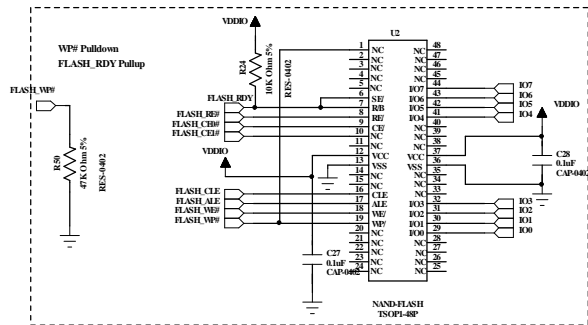 WP# Pulldown
FLASH_RDY Pullup
FLASH_WP#
R50
47K Ohm 5%
RES-0402
VDDIO
R24
10K Ohm 5%
RES-0402
FLASH_RDY
FLASH_RE#
FLASH_CE0#
FLASH_CE1#
VDDIO
FLASH_CLE
FLASH_ALE
FLASH_WE#
FLASH_WP#
C27
0.1uF
CAP-0402
U2
1 NC NC 48
2 NC NC 47
3 NC NC 46
4 NC NC 45
5 NC I/O7 44 IO7
6 SE/ I/O6 43 IO6
7 R/B I/O5 42 IO5
8 RE/ I/O4 41 IO4
9 CE/ NC 40
10 NC NC 39
11 NC NC 38
12 VCC VCC 37
13 VSS VSS 36
14 NC NC 35
15 NC NC 34
16 CLE NC 33
17 ALE I/O3 32 IO3
18 WE/ I/O2 31 IO2
19 WP/ I/O1 30 IO1
20 NC I/O0 29 IO0
21 NC NC 28
22 NC NC 27
23 NC NC 26
24 NC NC 25
NAND-FLASH
TSOP1-48P
VDDIO
C28
0.1uF
CAP-0402